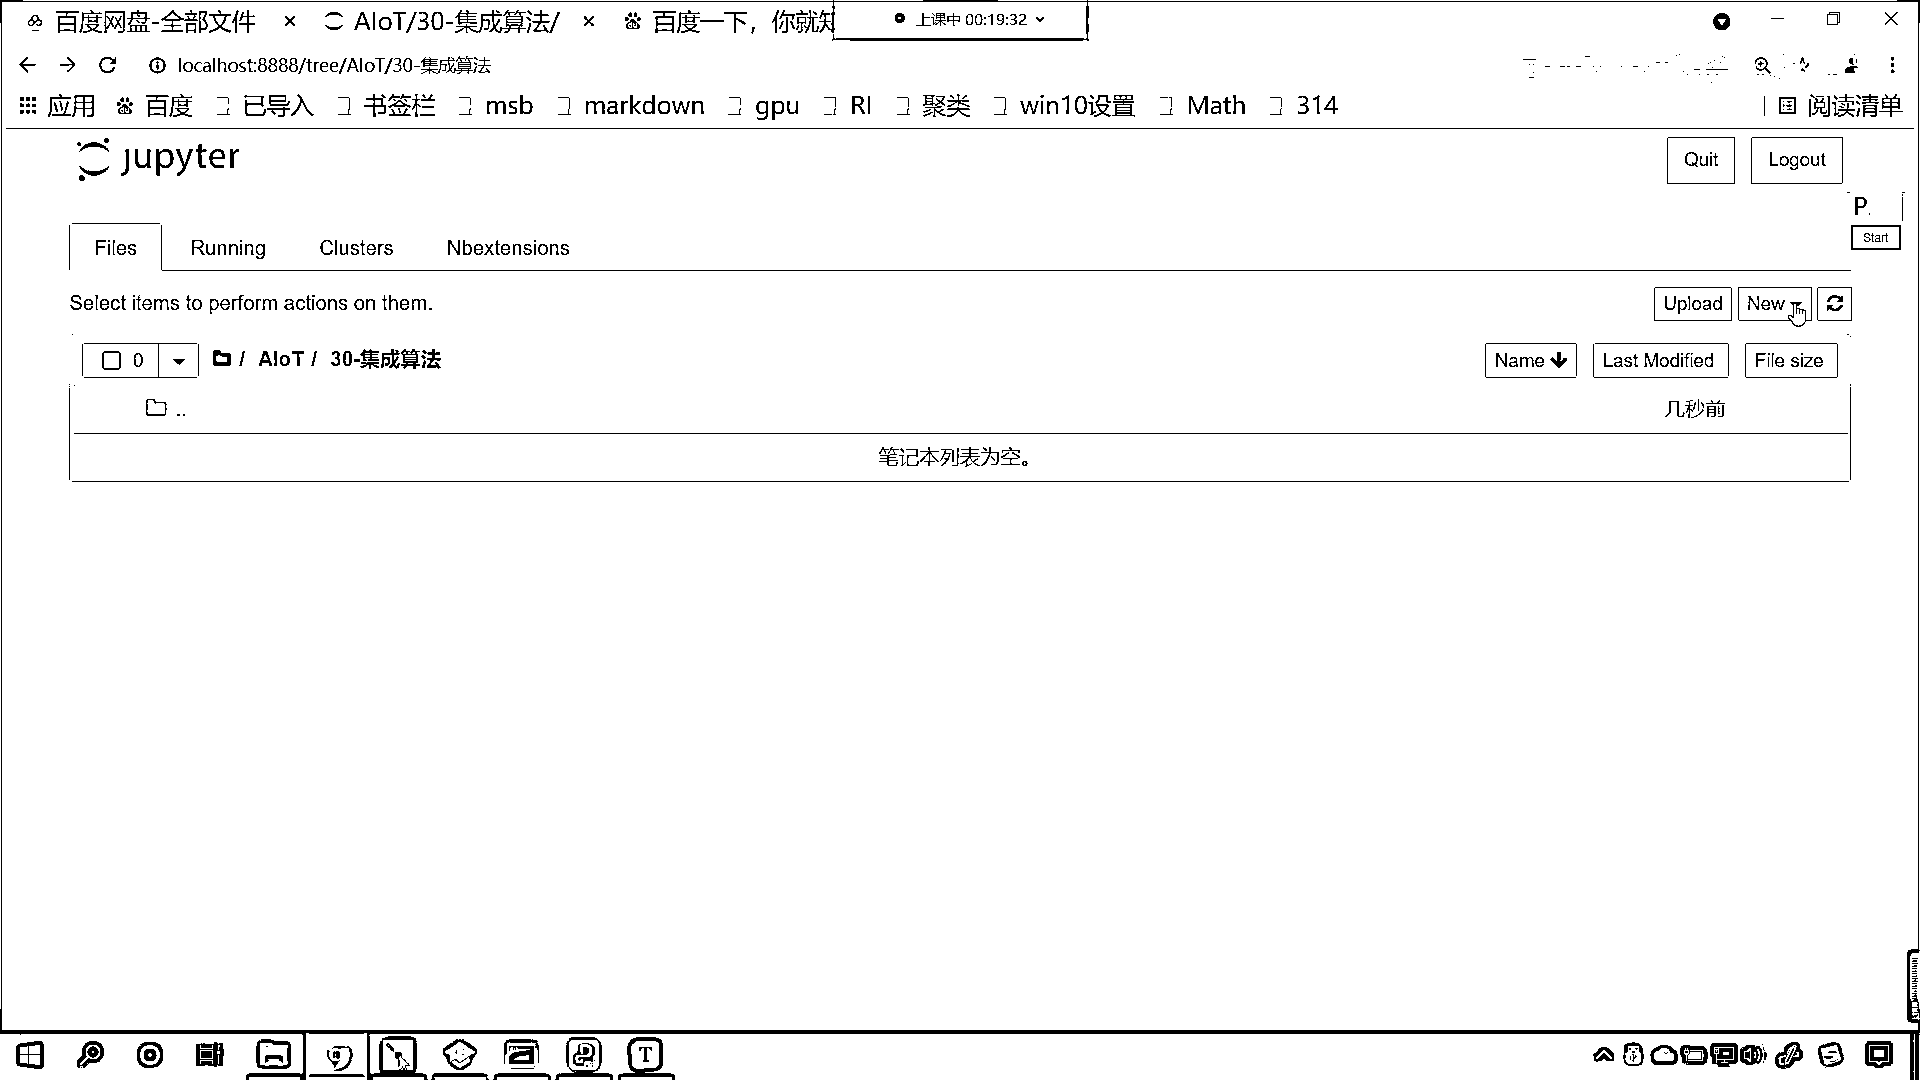 百度网盘-全部文件 × AIoT/30-集成算法/ × 百度一下，你就知 上课中 00:19:32
localhost:8888/tree/AIoT/30-集成算法
应用 百度 已导入 书签栏 msb markdown gpu RI 聚类 win10设置 Math 314 阅读清单
jupyter Quit Logout
P.
Start
Files Running Clusters Nbextensions
Select items to perform actions on them. Upload New
0 / AIoT / 30-集成算法 Name Last Modified File size
.. 几秒前
笔记本列表为空。
T